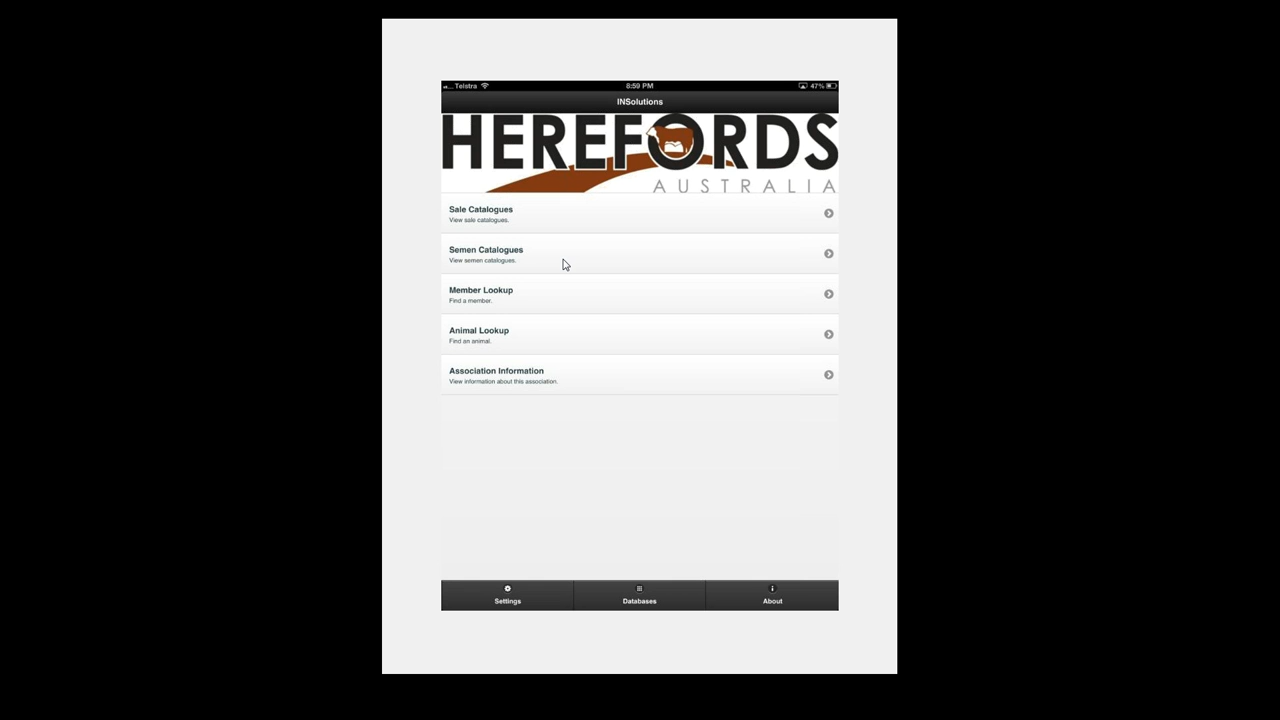 Telstra 8:59 PM 47%
INSolutions
HEREFORDS
AUSTRALIA
Sale Catalogues
View sale catalogues.
Semen Catalogues
View semen catalogues.
Member Lookup
Find a member.
Animal Lookup
Find an animal.
Association Information
View information about this association.
Settings Databases About